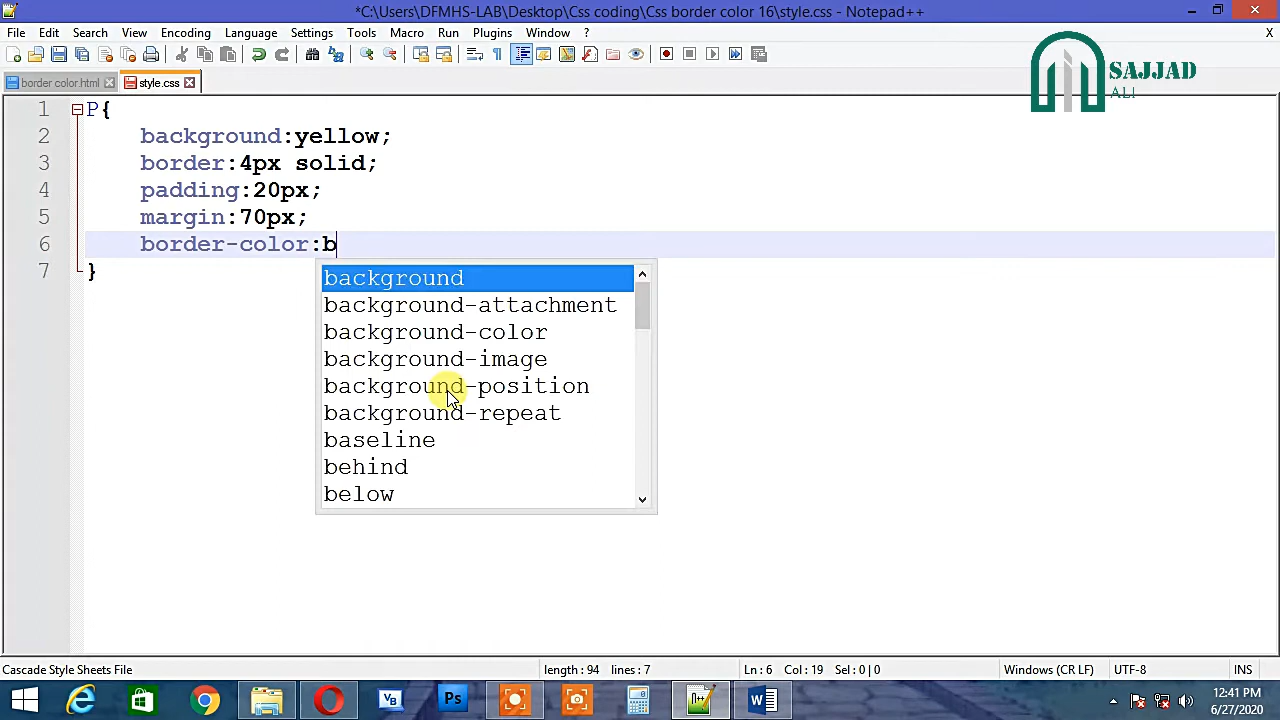 *C:\Users\DFMHS-LAB\Desktop\Css coding\Css border color 16\style.css - Notepad++
File Edit Search View Encoding Language Settings Tools Macro Run Plugins Window ? X
border color.html style.css
SAJJAD
ALI
1 P{
2 background:yellow;
3 border:4px solid;
4 padding:20px;
5 margin:70px;
6 border-color:b
7 }
background
background-attachment
background-color
background-image
background-position
background-repeat
baseline
behind
below
Cascade Style Sheets File length : 94 lines : 7 Ln : 6 Col : 19 Sel : 0 | 0 Windows (CR LF) UTF-8 INS
12:41 PM
6/27/2020